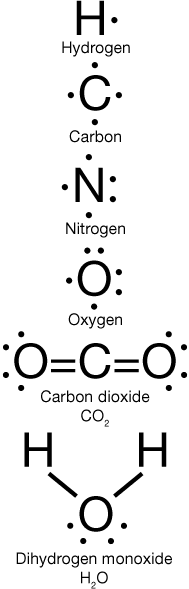 H
Hydrogen
C
Carbon
N
Nitrogen
O
Oxygen
O=C=O
Carbon dioxide
CO₂
H H
O
Dihydrogen monoxide
H₂O